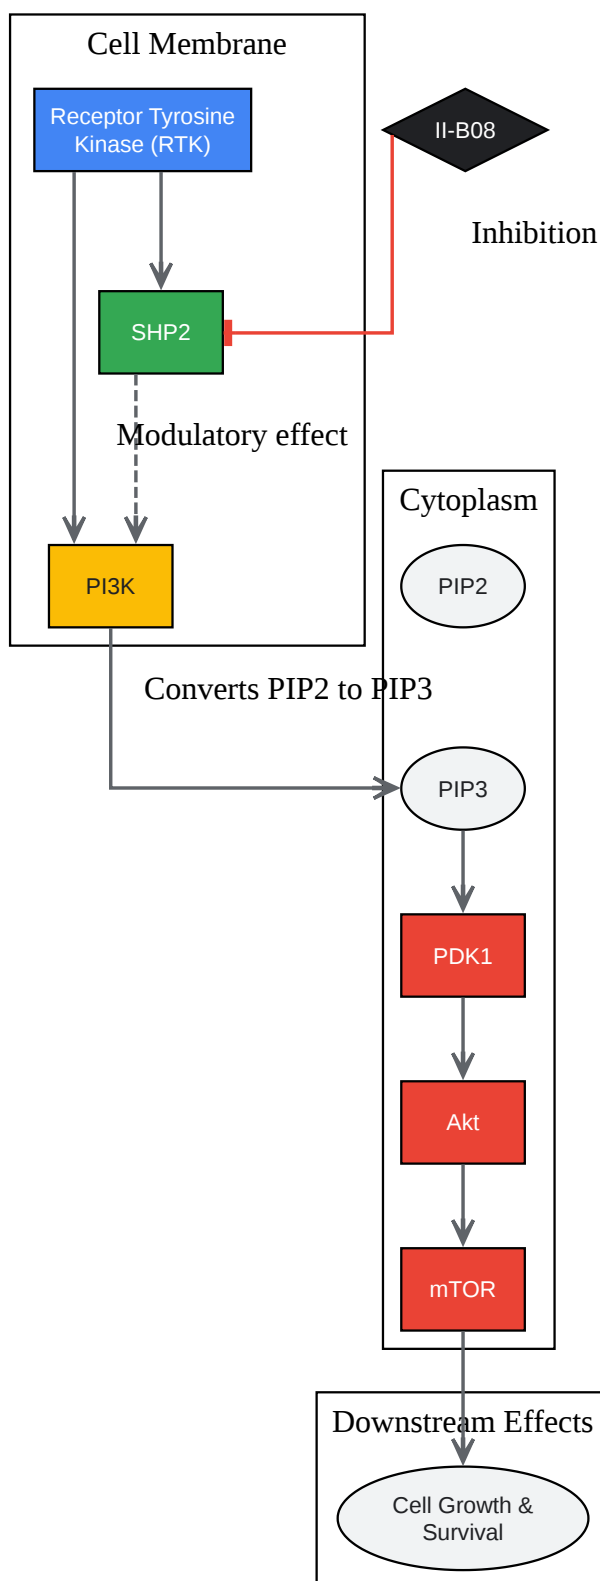 Cell Membrane
Receptor Tyrosine
Kinase (RTK)
II-B08
Inhibition
SHP2
Modulatory effect
Cytoplasm
PI3K
PIP2
Converts PIP2 to PIP3
PIP3
PDK1
Akt
mTOR
Downstream Effects
Cell Growth &
Survival